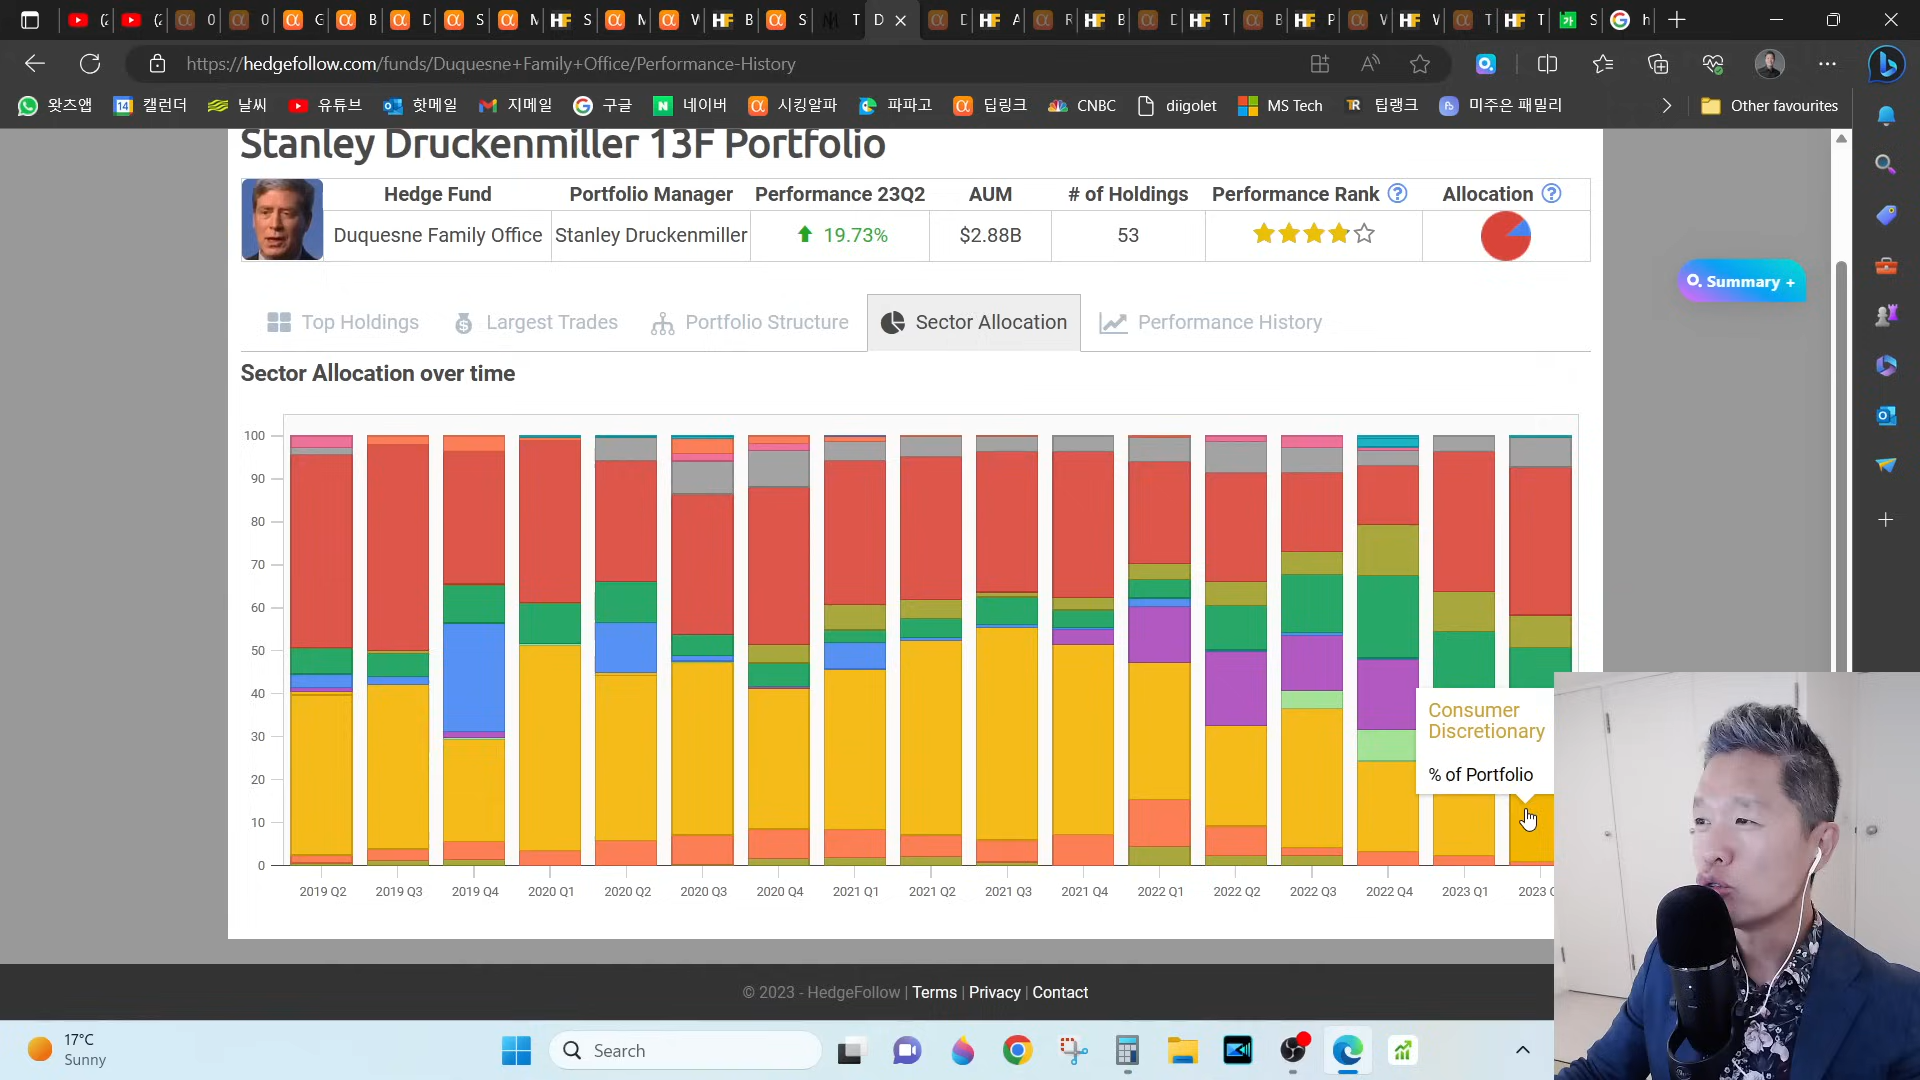 https://hedgefollow.com/funds/Duquesne+Family+Office/Performance-History
왓츠앱 캘린더 날씨 유튜브 핫메일 지메일 구글 네이버 시킹알파 파파고 딥링크 CNBC diigolet MS Tech 팁랭크 미주은 패밀리 Other favourites
Stanley Druckenmiller 13F Portfolio
Hedge Fund Portfolio Manager Performance 23Q2 AUM # of Holdings Performance Rank Allocation
Duquesne Family Office Stanley Druckenmiller 19.73% $2.88B 53
Summary +
Top Holdings Largest Trades Portfolio Structure Sector Allocation Performance History
Sector Allocation over time
100
90
80
70
60
50
40
30
20
10
0
Consumer
Discretionary
% of Portfolio
2019 Q2 2019 Q3 2019 Q4 2020 Q1 2020 Q2 2020 Q3 2020 Q4 2021 Q1 2021 Q2 2021 Q3 2021 Q4 2022 Q1 2022 Q2 2022 Q3 2022 Q4 2023 Q1 2023
© 2023 - HedgeFollow | Terms | Privacy | Contact
17°C
Sunny
Search